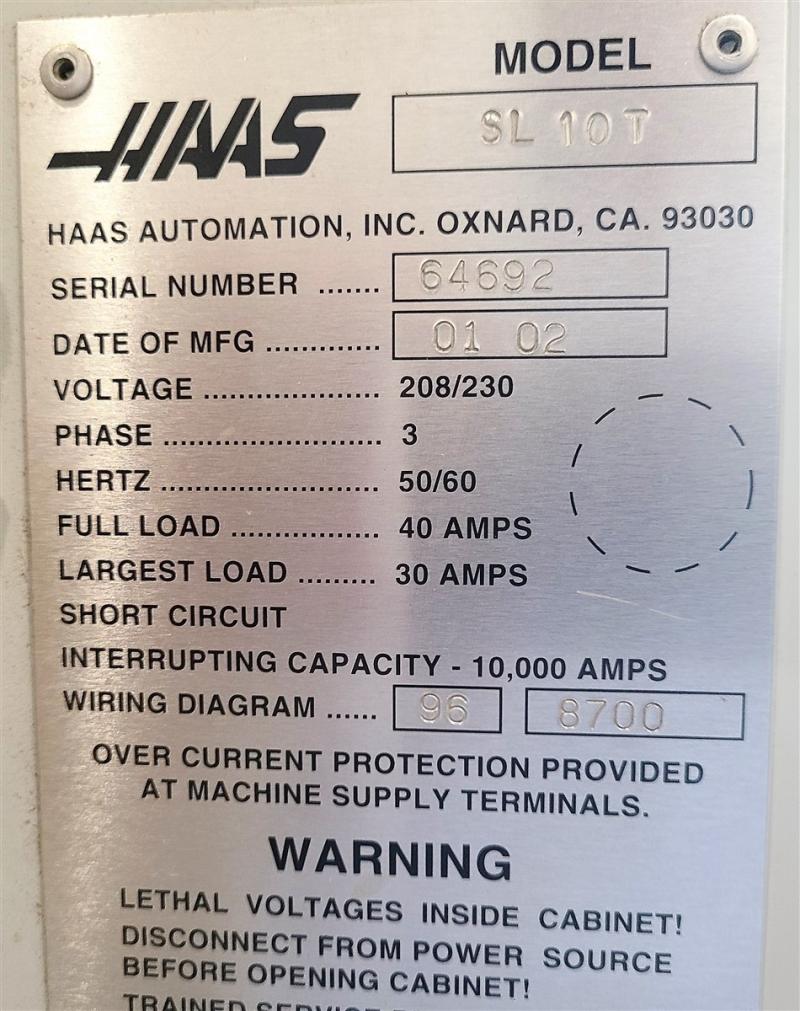 MODEL
HAAS
SL 10T
HAAS AUTOMATION, INC. OXNARD, CA. 93030
SERIAL NUMBER ....... 64692
DATE OF MFG ............. 01 02
VOLTAGE .................... 208/230
PHASE ......................... 3
HERTZ ......................... 50/60
FULL LOAD ................. 40 AMPS
LARGEST LOAD ......... 30 AMPS
SHORT CIRCUIT
INTERRUPTING CAPACITY - 10,000 AMPS
WIRING DIAGRAM ...... 96 8700
OVER CURRENT PROTECTION PROVIDED
AT MACHINE SUPPLY TERMINALS.
WARNING
LETHAL VOLTAGES INSIDE CABINET!
DISCONNECT FROM POWER SOURCE
BEFORE OPENING CABINET!
TRAINED SERVICE